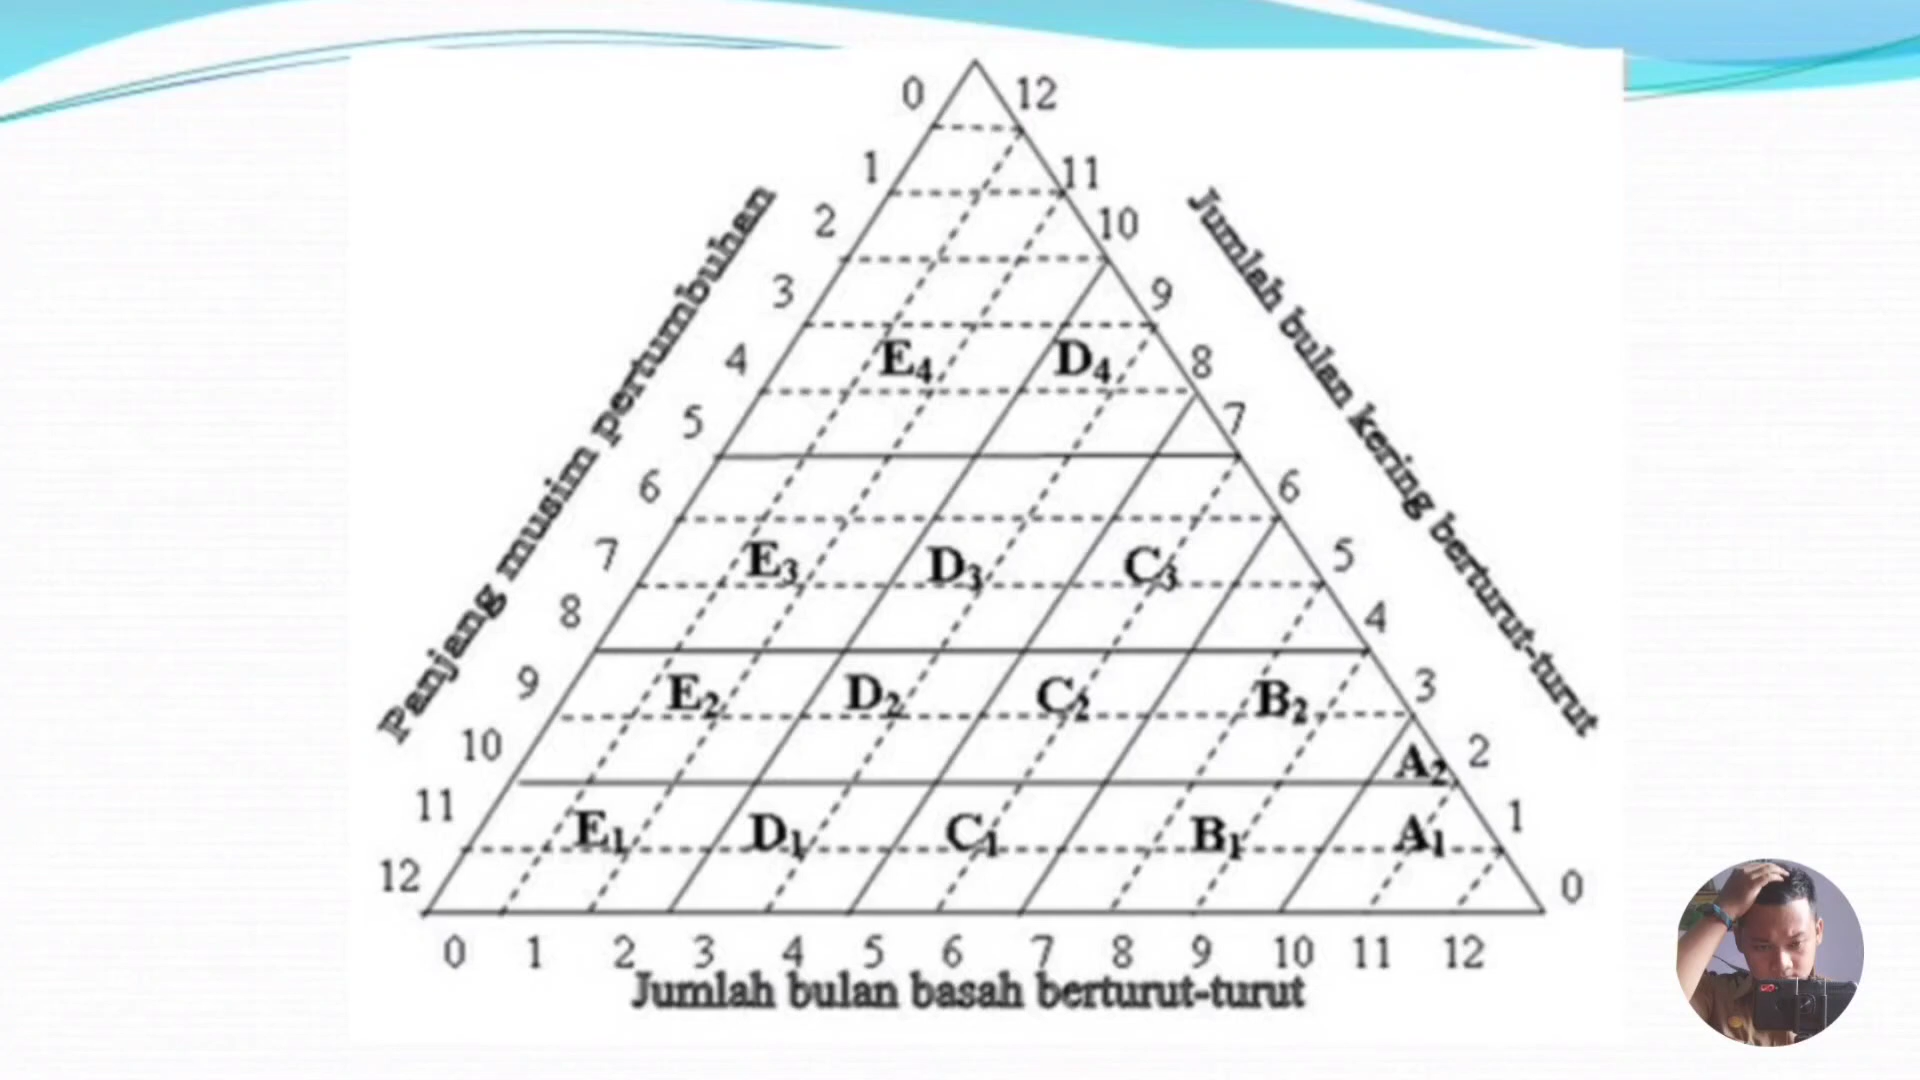 0 12
1 11
2 10
3 9
4 E4 D4 8
5 7
6 6
7 E3 D3 C3 5
8 4
9 E2 D2 C2 B2 3
10 A2 2
11 E1 D1 C1 B1 A1 1
12 0
0 1 2 3 4 5 6 7 8 9 10 11 12
Panjang musim pertumbuhan
Jumlah bulan kering berturut-turut
Jumlah bulan basah berturut-turut